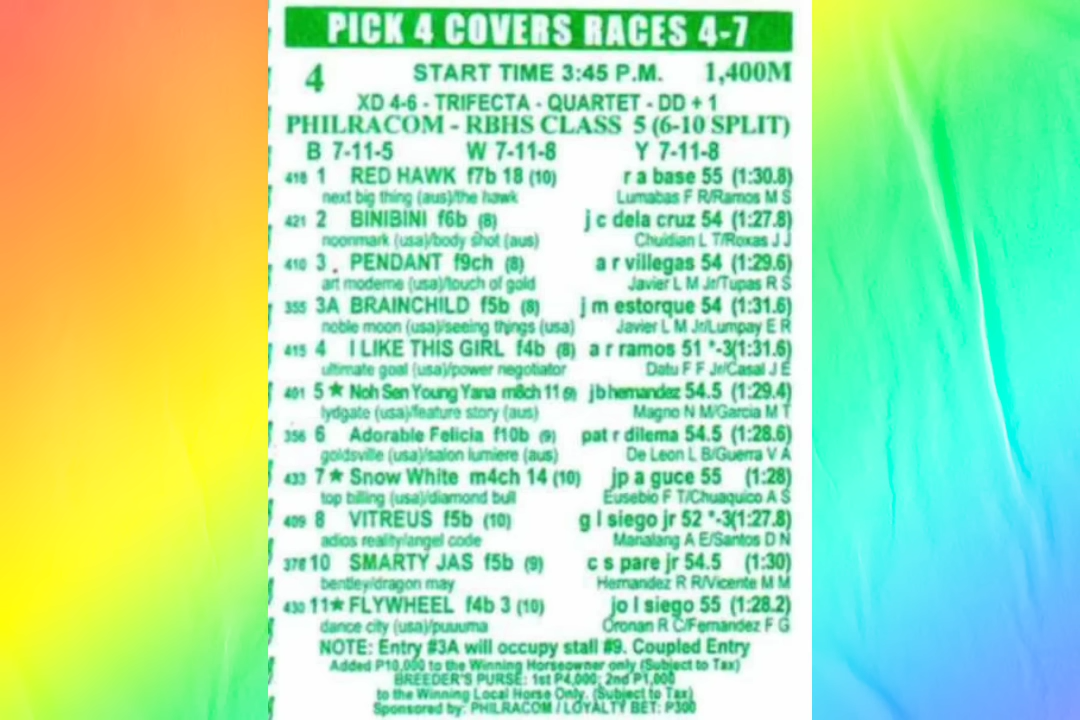 PICK 4 COVERS RACES 4-7
4 START TIME 3:45 P.M. 1,400M
XD 4-6 - TRIFECTA - QUARTET - DD + 1
PHILRACOM - RBHS CLASS 5 (6-10 SPLIT)
B 7-11-5 W 7-11-8 Y 7-11-8
418 1 RED HAWK f7b 18 (10) r a base 55 (1:30.8)
next big thing (aus)/the hawk Lumabas F R/Ramos M S
421 2 BINIBINI f6b (8) j c dela cruz 54 (1:27.8)
noonmark (usa)/body shot (aus) Chuidian L T/Roxas J J
410 3 PENDANT f9ch (8) a r villegas 54 (1:29.6)
art moderne (usa)/touch of gold Javier L M Jr/Tupas R S
355 3A BRAINCHILD f5b (8) j m estorque 54 (1:31.6)
noble moon (usa)/seeing things (usa) Javier L M Jr/Lumpay E R
415 4 I LIKE THIS GIRL f4b (8) a r ramos 51 *-3(1:31.6)
ultimate goal (usa)/power negotiator Datu F F Jr/Casal J E
401 5★ Noh Sen Young Yana m8ch 11(9) jb hernandez 54.5 (1:29.4)
lydgate (usa)/feature story (aus) Magno N M/Garcia M T
356 6 Adorable Felicia f10b (9) pat r dilema 54.5 (1:28.6)
goldsville (usa)/salon lumiere (aus) De Leon L B/Guerra V A
433 7★ Snow White m4ch 14 (10) jp a guce 55 (1:28)
top billing (usa)/diamond bull Eusebio F T/Chuaquico A S
409 8 VITREUS f5b (10) g l siego jr 52 *-3(1:27.8)
adios reality/angel code Manalang A E/Santos D N
378 10 SMARTY JAS f5b (9) c s pare jr 54.5 (1:30)
bentley/dragon may Hernandez R R/Vicente M M
430 11★ FLYWHEEL f4b 3 (10) jo l siego 55 (1:28.2)
dance city (usa)/puuuma Oronan R C/Fernandez F G
NOTE: Entry #3A will occupy stall #9. Coupled Entry
Added P10,000 to the Winning Horseowner only (Subject to Tax)
BREEDER'S PURSE: 1st P4,000; 2nd P1,000
to the Winning Local Horse Only. (Subject to Tax)
Sponsored by: PHILRACOM / LOYALTY BET: P300